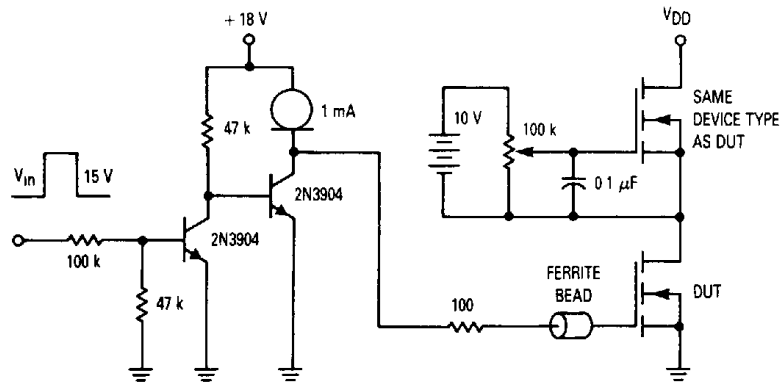 + 18 V
V_DD
47 k
1 mA
10 V
100 k
SAME
DEVICE TYPE
AS DUT
V_in
15 V
2N3904
0 1 μF
2N3904
100 k
47 k
FERRITE
BEAD
DUT
100